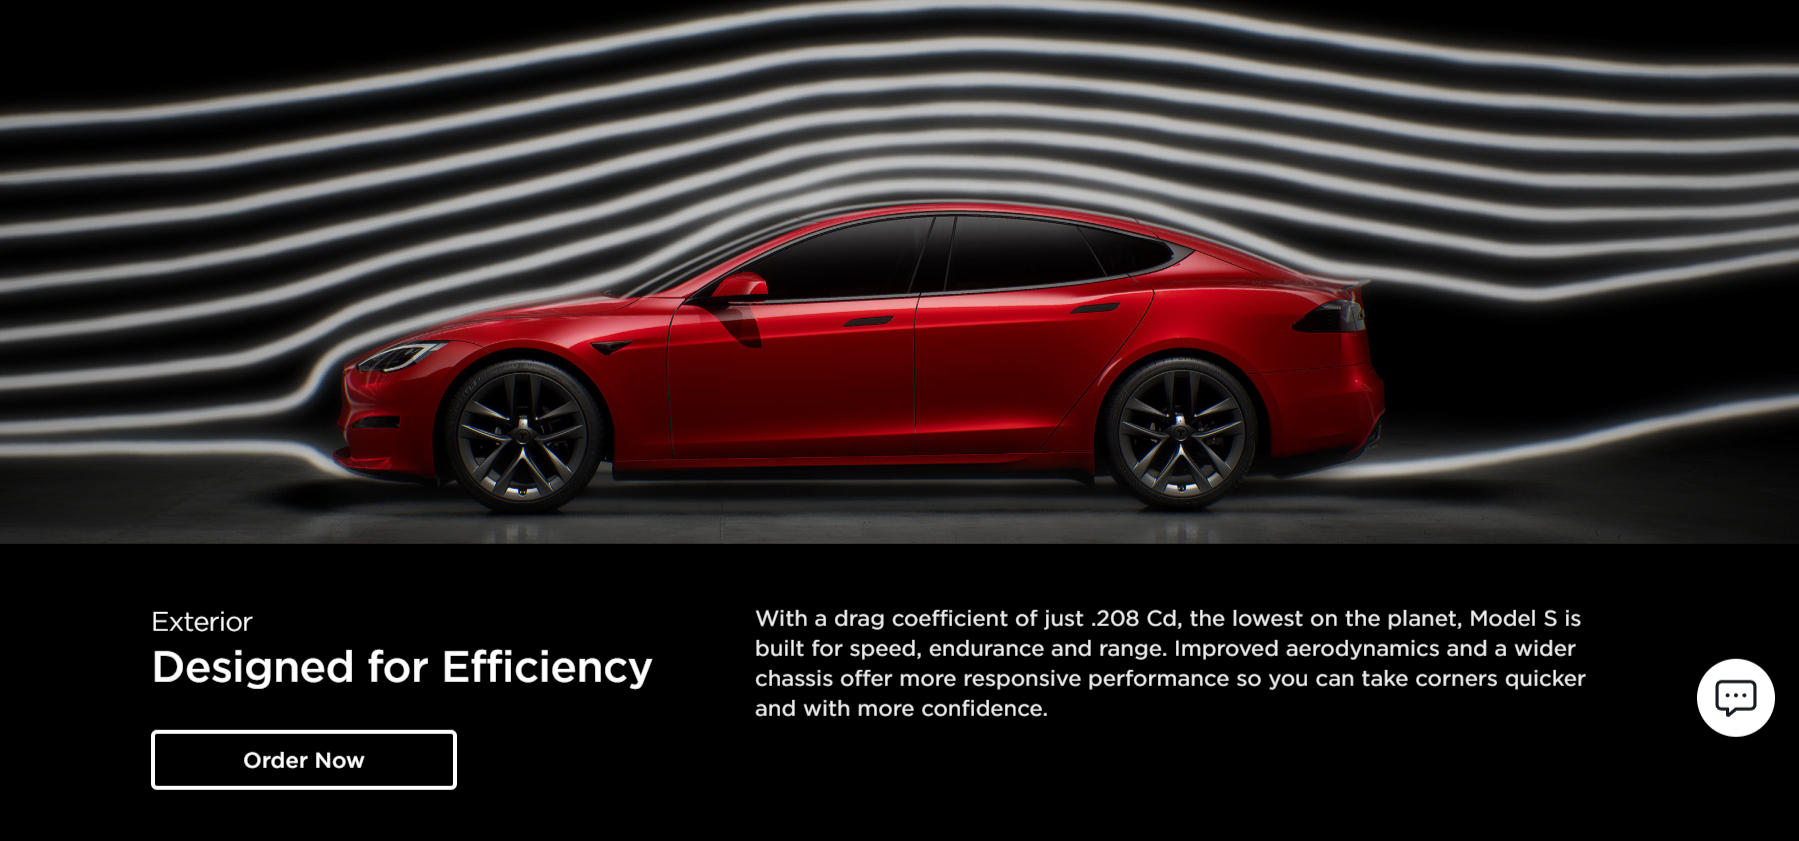 Exterior
Designed for Efficiency
Order Now
With a drag coefficient of just .208 Cd, the lowest on the planet, Model S is
built for speed, endurance and range. Improved aerodynamics and a wider
chassis offer more responsive performance so you can take corners quicker
and with more confidence.